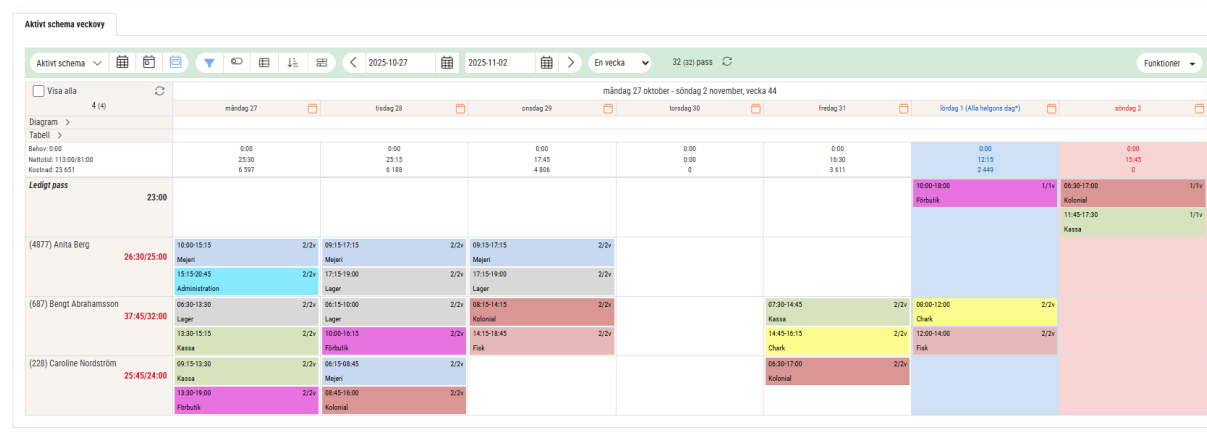 Aktivt schema veckovy
Aktivt schema 2025-10-27 2025-11-02 En vecka 32 (32) pass Funktioner
Visa alla
måndag 27 oktober - söndag 2 november, vecka 44
4 (4)
måndag 27 tisdag 28 onsdag 29 torsdag 30 fredag 31 lördag 1 (Alla helgons dag*) söndag 2
Diagram >
Tabell >
Behov: 0:00 0:00 0:00 0:00 0:00 0:00 0:00 0:00
Nettotid: 113:00/81:00 25:30 25:15 17:45 0:00 16:30 12:15 15:45
Kostnad: 23 651 6 597 6 188 4 806 0 3 611 2 449 0
Ledigt pass 10:00-18:00 1/1v 06:30-17:00 1/1v
23:00 Förbutik Kolonial
11:45-17:30 1/1v
Kassa
(4877) Anita Berg 10:00-15:15 2/2v 09:15-17:15 2/2v 09:15-17:15 2/2v
26:30/25:00 Mejeri Mejeri Mejeri
15:15-20:45 2/2v 17:15-19:00 2/2v 17:15-19:00 2/2v
Administration Lager Lager
(687) Bengt Abrahamsson 06:30-13:30 2/2v 06:15-10:00 2/2v 08:15-14:15 2/2v 07:30-14:45 2/2v 08:00-12:00 2/2v
37:45/32:00 Lager Lager Kolonial Kassa Chark
13:30-15:15 2/2v 10:00-16:15 2/2v 14:15-18:45 2/2v 14:45-16:15 2/2v 12:00-14:00 2/2v
Kassa Förbutik Fisk Chark Fisk
(228) Caroline Nordström 09:15-13:30 2/2v 06:15-08:45 2/2v 06:30-17:00 2/2v
25:45/24:00 Kassa Mejeri Kolonial
13:30-19:00 2/2v 08:45-16:00 2/2v
Förbutik Kolonial